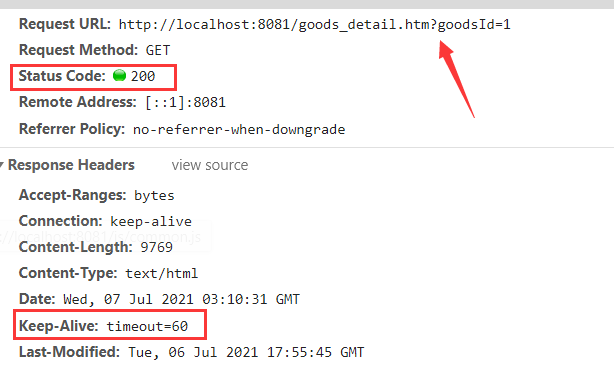 Request URL: http://localhost:8081/goods_detail.htm?goodsId=1
Request Method: GET
Status Code: 200
Remote Address: [::1]:8081
Referrer Policy: no-referrer-when-downgrade
Response Headers view source
Accept-Ranges: bytes
Connection: keep-alive
Content-Length: 9769
Content-Type: text/html
Date: Wed, 07 Jul 2021 03:10:31 GMT
Keep-Alive: timeout=60
Last-Modified: Tue, 06 Jul 2021 17:55:45 GMT